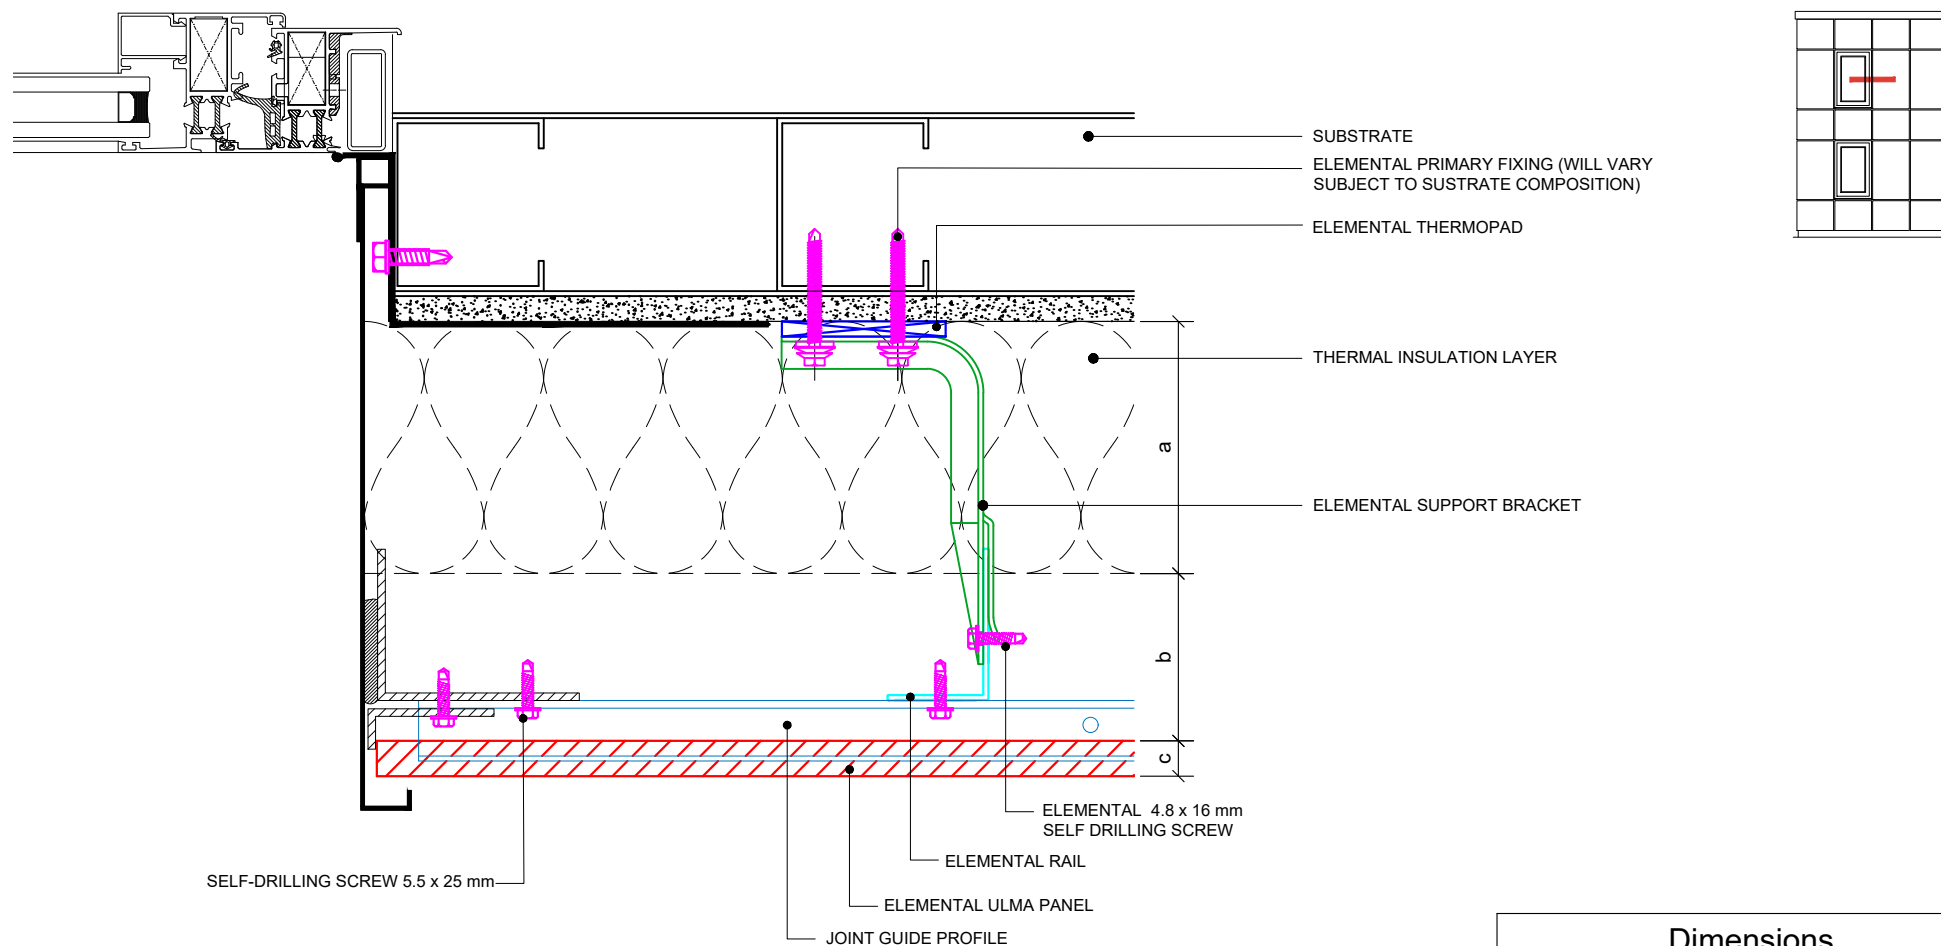 SUBSTRATE
ELEMENTAL PRIMARY FIXING (WILL VARY
SUBJECT TO SUSTRATE COMPOSITION)
ELEMENTAL THERMOPAD
THERMAL INSULATION LAYER
a
ELEMENTAL SUPPORT BRACKET
b
c
ELEMENTAL 4.8 x 16 mm
SELF DRILLING SCREW
ELEMENTAL RAIL
SELF-DRILLING SCREW 5.5 x 25 mm
ELEMENTAL ULMA PANEL
JOINT GUIDE PROFILE
Dimensions